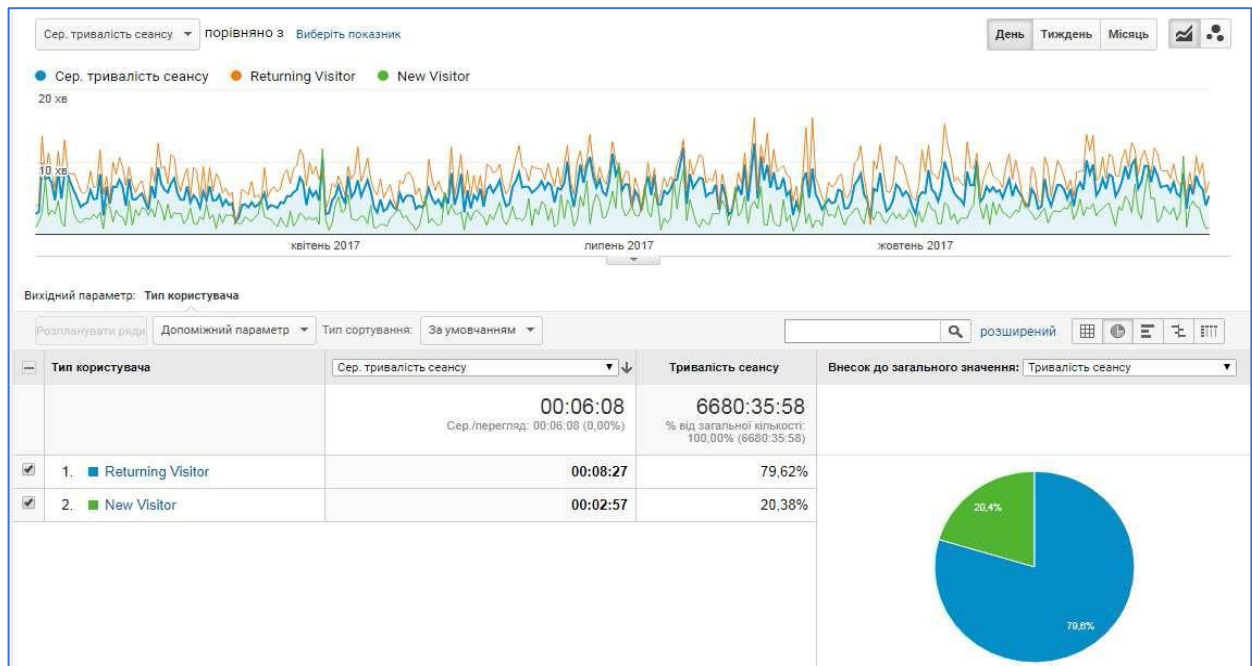 Сер. тривалість сеансу порівняно з Виберіть показник День Тиждень Місяць
Сер. тривалість сеансу Returning Visitor New Visitor
20 хв
10 хв
квітень 2017 липень 2017 жовтень 2017
Вихідний параметр: Тип користувача
Розпланувати ряди Допоміжний параметр Тип сортування: За умовчанням розширений
Тип користувача Сер. тривалість сеансу Тривалість сеансу Внесок до загального значення: Тривалість сеансу
00:06:08 6680:35:58
Сер./перегляд: 00:06:08 (0,00%) % від загальної кількості:
100,00% (6680:35:58)
1. Returning Visitor 00:08:27 79,62%
2. New Visitor 00:02:57 20,38%
20,4%
79,6%